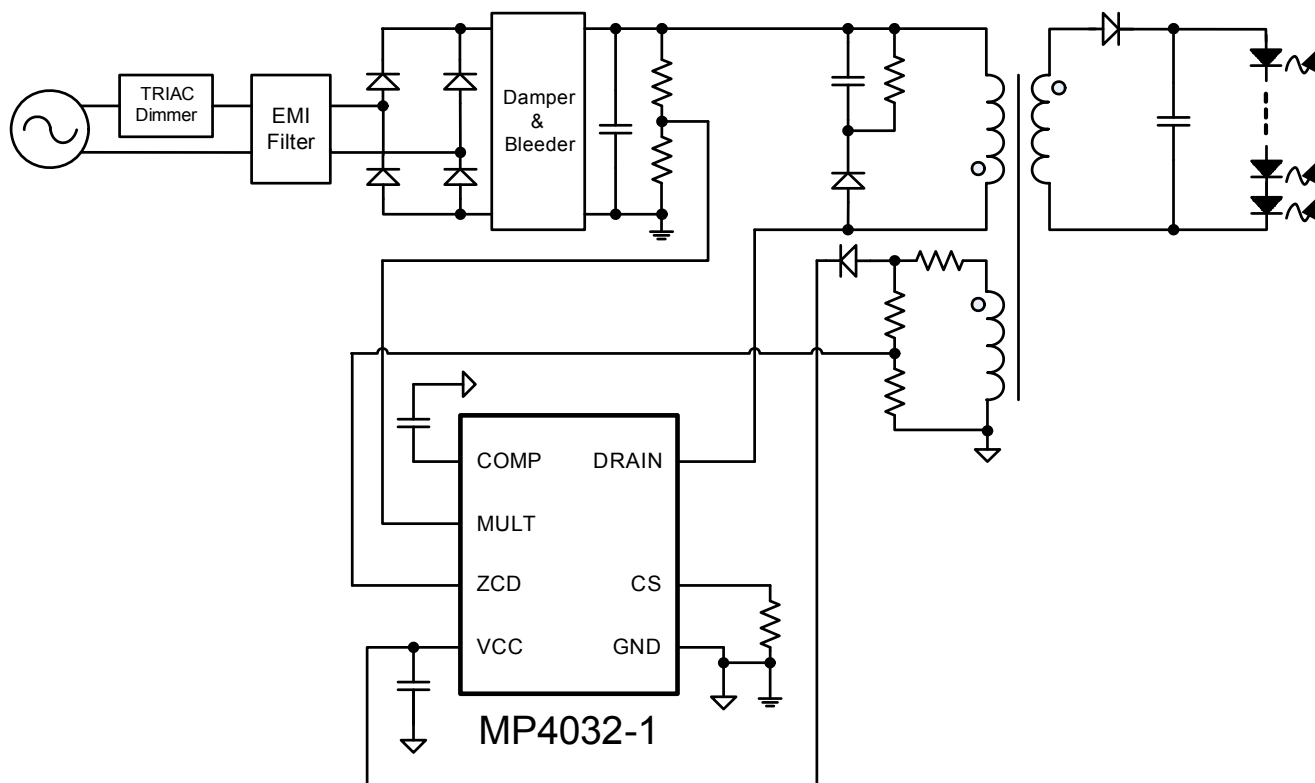 TRIAC
Dimmer
EMI
Filter
Damper
&
Bleeder
COMP
DRAIN
MULT
ZCD
CS
VCC
GND
MP4032-1